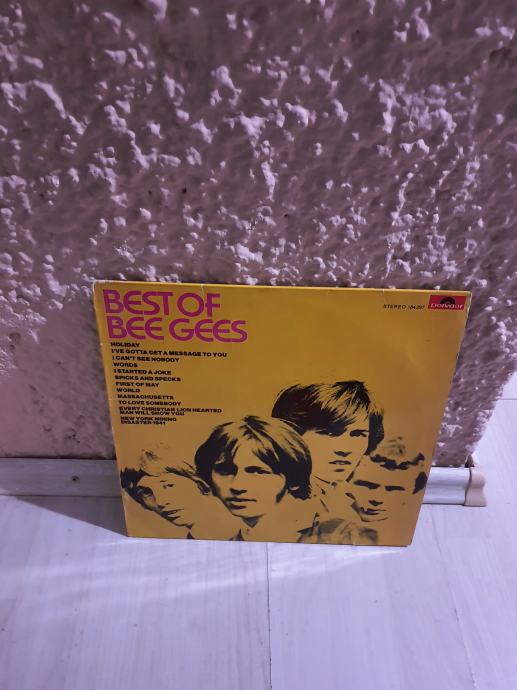 BEST OF
BEE GEES
STEREO 184297
Polydor
HOLIDAY
I'VE GOTTA GET A MESSAGE TO YOU
I CAN'T SEE NOBODY
WORDS
I STARTED A JOKE
SPICKS AND SPECKS
FIRST OF MAY
WORLD
MASSACHUSETTS
TO LOVE SOMEBODY
EVERY CHRISTIAN LION HEARTED
MAN WILL SHOW YOU
NEW YORK MINING
DISASTER 1941